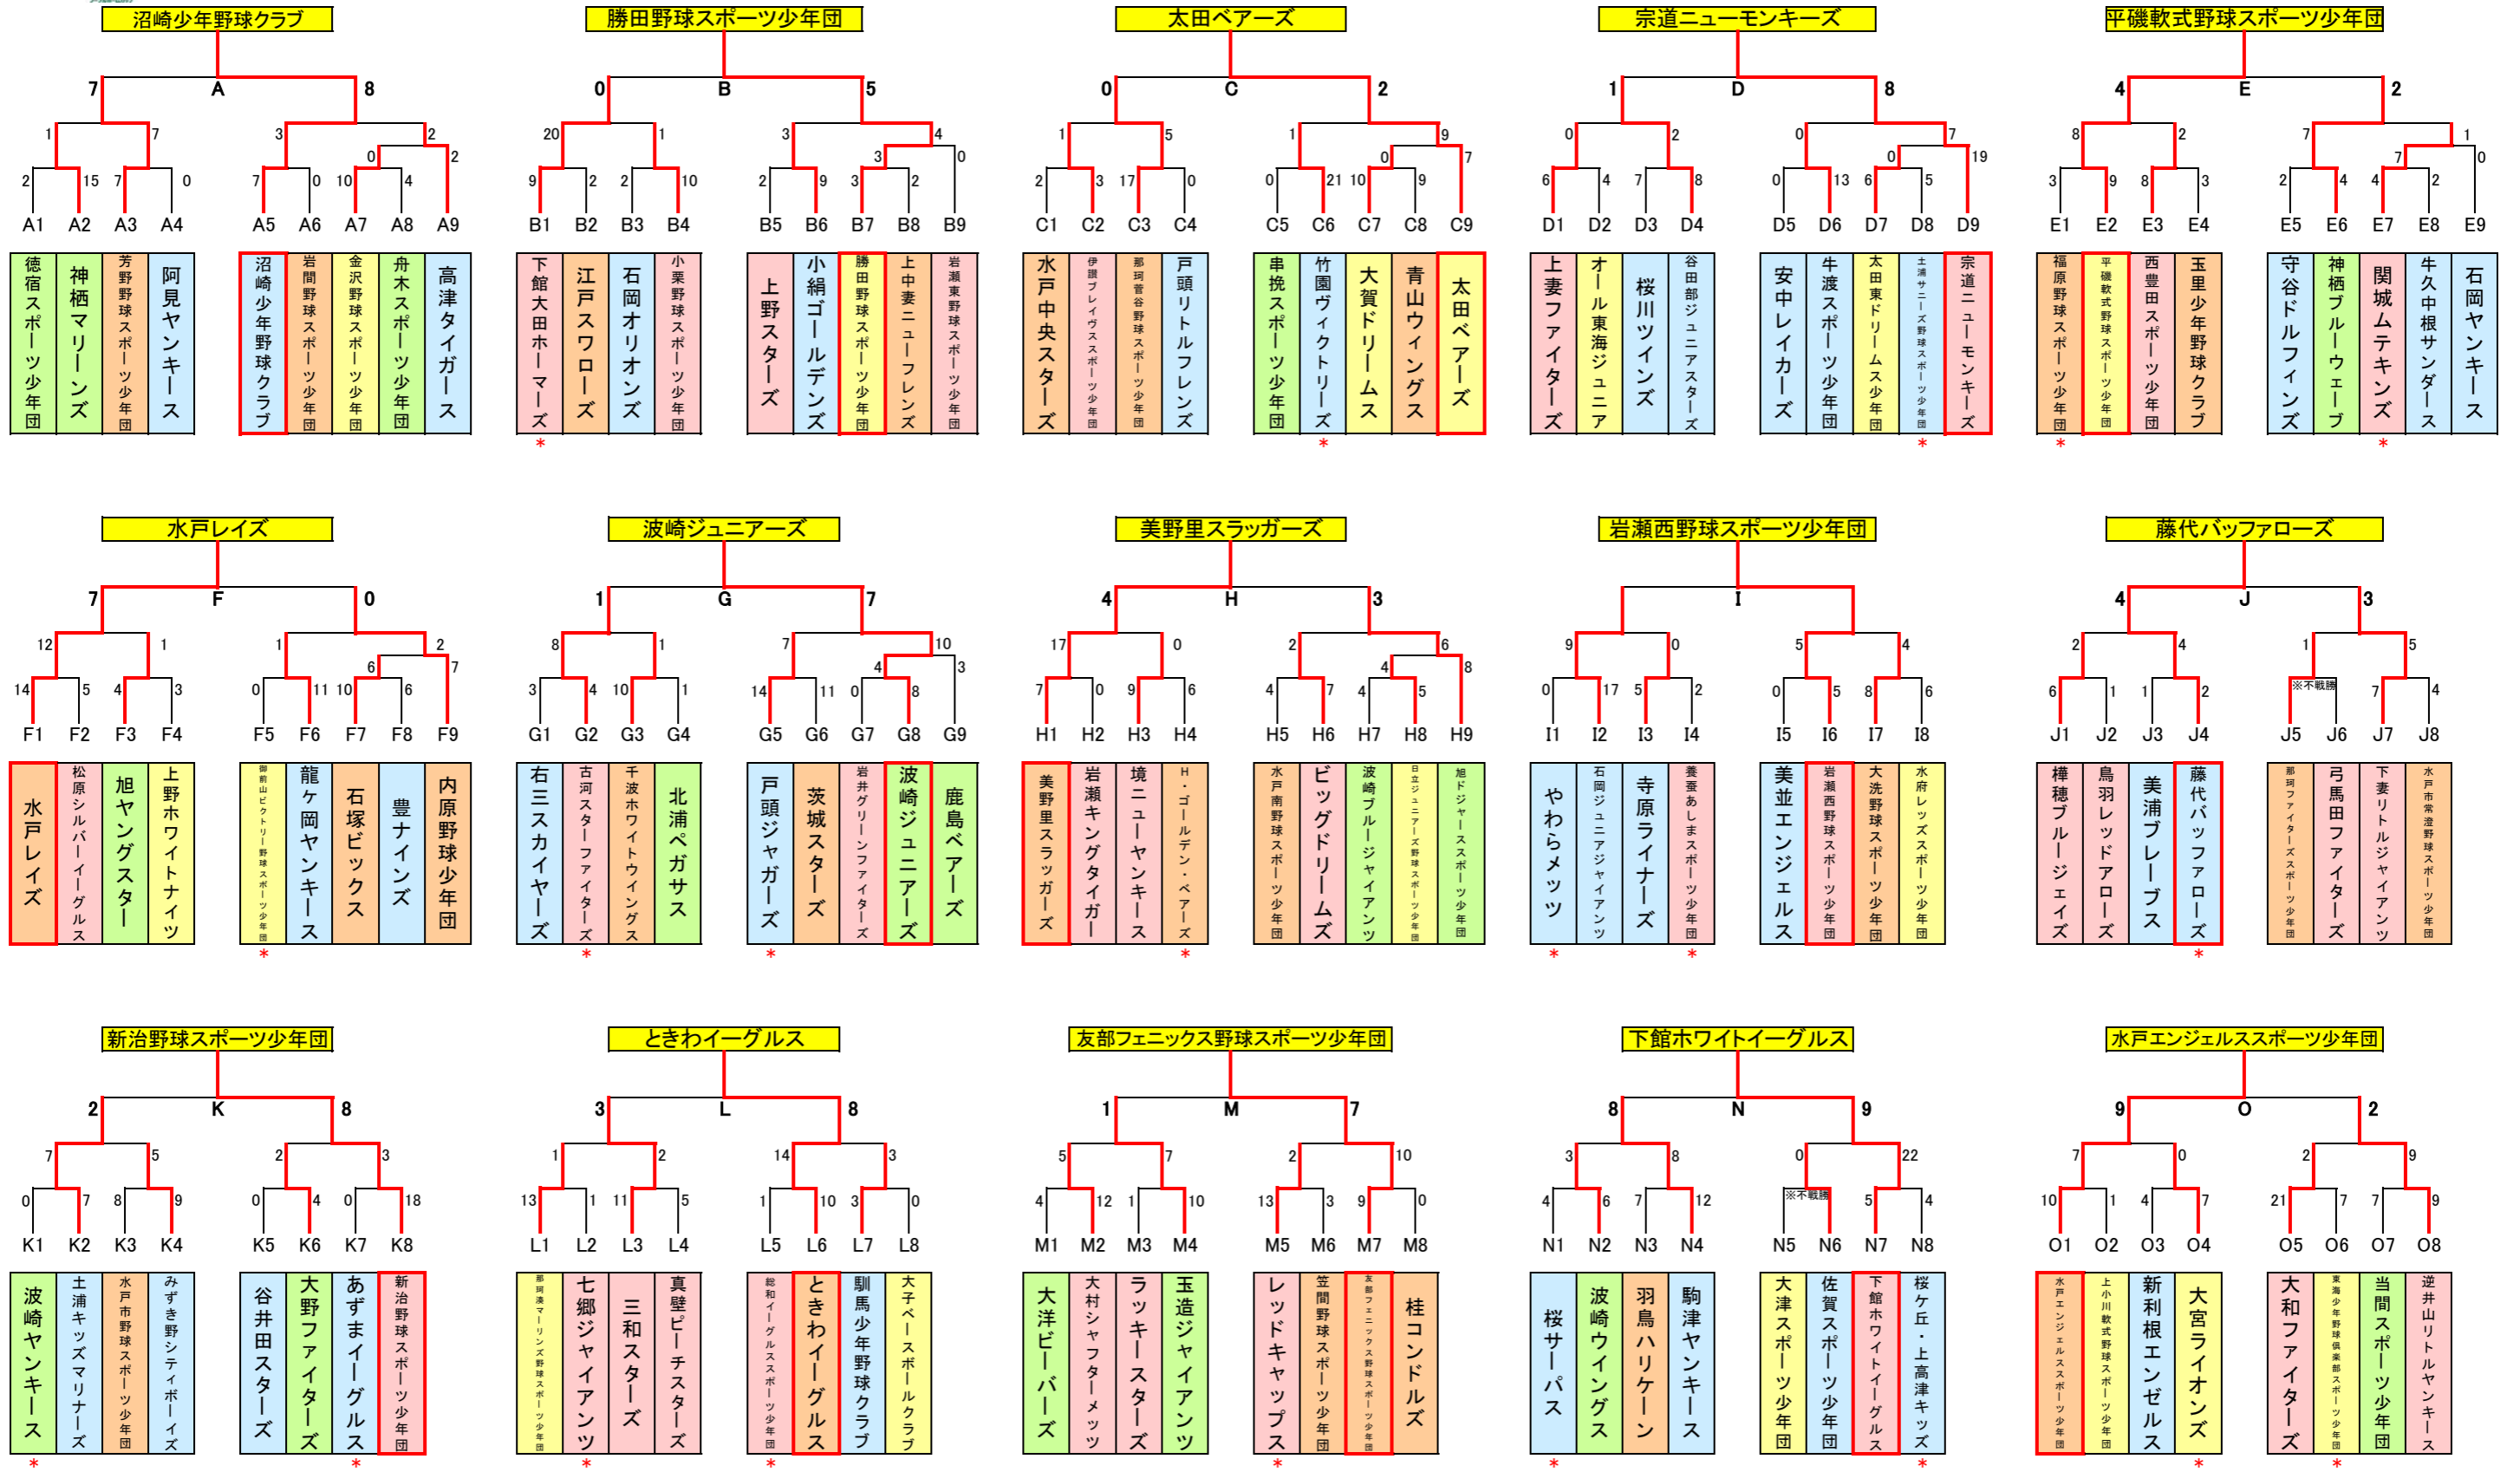 沼崎少年野球クラブ 勝田野球スポーツ少年団 太田ベアーズ 宗道ニューモンキーズ 平磯軟式野球スポーツ少年団
7 A 8 0 B 5 0 C 2 1 D 8 4 E 2
1 7 3 2 20 1 3 4 1 5 1 9 0 2 0 7 8 2 7 1
0 2 3 0 0 7 0 19 7 0
2 15 7 0 7 0 10 4 9 2 2 10 2 9 3 2 2 3 17 0 0 21 10 9 6 4 7 8 0 13 6 5 3 9 8 3 2 4 4 2
A1 A2 A3 A4 A5 A6 A7 A8 A9 B1 B2 B3 B4 B5 B6 B7 B8 B9 C1 C2 C3 C4 C5 C6 C7 C8 C9 D1 D2 D3 D4 D5 D6 D7 D8 D9 E1 E2 E3 E4 E5 E6 E7 E8 E9
徳宿スポーツ少年団
神栖マリーンズ
芳野野球スポーツ少年団
阿見ヤンキース
沼崎少年野球クラブ
岩間野球スポーツ少年団
金沢野球スポーツ少年団
舟木スポーツ少年団
高津タイガース
下館大田ホーマーズ
江戸スワローズ
石岡オリオンズ
小栗野球スポーツ少年団
上野スターズ
小絹ゴールデンズ
勝田野球スポーツ少年団
上中妻ニューフレンズ
岩瀬東野球スポーツ少年団
水戸中央スターズ
伊讃ブレイヴススポーツ少年団
那珂菅谷野球スポーツ少年団
戸頭リトルフレンズ
串挽スポーツ少年団
竹園ヴィクトリーズ
大賀ドリームス
青山ウィングス
太田ベアーズ
上妻ファイターズ
オール東海ジュニア
桜川ツインズ
谷田部ジュニアスターズ
安中レイカーズ
牛渡スポーツ少年団
太田東ドリームス少年団
土浦サニーズ野球スポーツ少年団
宗道ニューモンキーズ
福原野球スポーツ少年団
平磯軟式野球スポーツ少年団
西豊田スポーツ少年団
玉里少年野球クラブ
守谷ドルフィンズ
神栖ブルーウェーブ
関城ムテキンズ
牛久中根サンダース
石岡ヤンキース
* * * * *
水戸レイズ 波崎ジュニアーズ 美野里スラッガーズ 岩瀬西野球スポーツ少年団 藤代バッファローズ
7 F 0 1 G 7 4 H 3 I 4 J 3
12 1 1 2 8 1 7 10 17 0 2 6 9 0 5 4 2 4 1 5
6 7 4 3 4 8
14 5 4 3 0 11 10 6 3 4 10 1 14 11 0 8 7 0 9 6 4 7 4 5 0 17 5 2 0 5 8 6 6 1 1 2 ※不戦勝 7 4
F1 F2 F3 F4 F5 F6 F7 F8 F9 G1 G2 G3 G4 G5 G6 G7 G8 G9 H1 H2 H3 H4 H5 H6 H7 H8 H9 I1 I2 I3 I4 I5 I6 I7 I8 J1 J2 J3 J4 J5 J6 J7 J8
水戸レイズ
松原シルバーイーグルス
旭ヤングスター
上野ホワイトナイツ
御前山ビクトリー野球スポーツ少年団
龍ヶ岡ヤンキース
石塚ビックス
豊ナインズ
内原野球少年団
右三スカイヤーズ
古河スターファイターズ
千波ホワイトウイングス
北浦ペガサス
戸頭ジャガーズ
茨城スターズ
岩井グリーンファイターズ
波崎ジュニアーズ
鹿島ベアーズ
美野里スラッガーズ
岩瀬キングタイガー
境ニューヤンキース
H・ゴールデン・ベアーズ
水戸南野球スポーツ少年団
ビッグドリームズ
波崎ブルージャイアンツ
日立ジュニアーズ野球スポーツ少年団
旭ドジャーススポーツ少年団
やわらメッツ
石岡ジュニアジャイアンツ
寺原ライナーズ
養蚕あしまスポーツ少年団
美並エンジェルス
岩瀬西野球スポーツ少年団
大洗野球スポーツ少年団
水府レッズスポーツ少年団
樺穂ブルージェイズ
鳥羽レッドアローズ
美浦ブレーブス
藤代バッファローズ
那珂ファイターズスポーツ少年団
弓馬田ファイターズ
下妻リトルジャイアンツ
水戸市常澄野球スポーツ少年団
* * * * * * *
新治野球スポーツ少年団 ときわイーグルス 友部フェニックス野球スポーツ少年団 下館ホワイトイーグルス 水戸エンジェルススポーツ少年団
2 K 8 3 L 8 1 M 7 8 N 9 9 O 2
7 5 2 3 1 2 14 3 5 7 2 10 3 8 0 22 7 0 2 9
0 7 8 9 0 4 0 18 13 1 11 5 1 10 3 0 4 12 1 10 13 3 9 0 4 6 7 12 ※不戦勝 5 4 10 1 4 7 21 7 7 9
K1 K2 K3 K4 K5 K6 K7 K8 L1 L2 L3 L4 L5 L6 L7 L8 M1 M2 M3 M4 M5 M6 M7 M8 N1 N2 N3 N4 N5 N6 N7 N8 O1 O2 O3 O4 O5 O6 O7 O8
波崎ヤンキース
土浦キッズマリナーズ
水戸市野球スポーツ少年団
みずき野シティボーイズ
谷井田スターズ
大野ファイターズ
あずまイーグルス
新治野球スポーツ少年団
那珂湊マーリンズ野球スポーツ少年団
七郷ジャイアンツ
三和スターズ
真壁ピーチスターズ
総和イーグルススポーツ少年団
ときわイーグルス
馴馬少年野球クラブ
大子ベースボールクラブ
大洋ビーバーズ
大村シャフターメッツ
ラッキースターズ
玉造ジャイアンツ
レッドキャップス
笠間野球スポーツ少年団
友部フェニックス野球スポーツ少年団
桂コンドルズ
桜サーパス
波崎ウイングス
羽鳥ハリケーン
駒津ヤンキース
大津スポーツ少年団
佐賀スポーツ少年団
下館ホワイトイーグルス
桜ケ丘・上高津キッズ
水戸エンジェルススポーツ少年団
上小川軟式野球スポーツ少年団
新利根エンゼルス
大宮ライオンズ
大和ファイターズ
東海少年野球倶楽部スポーツ少年団
当間スポーツ少年団
逆井山リトルヤンキース
* * * * * * * * *